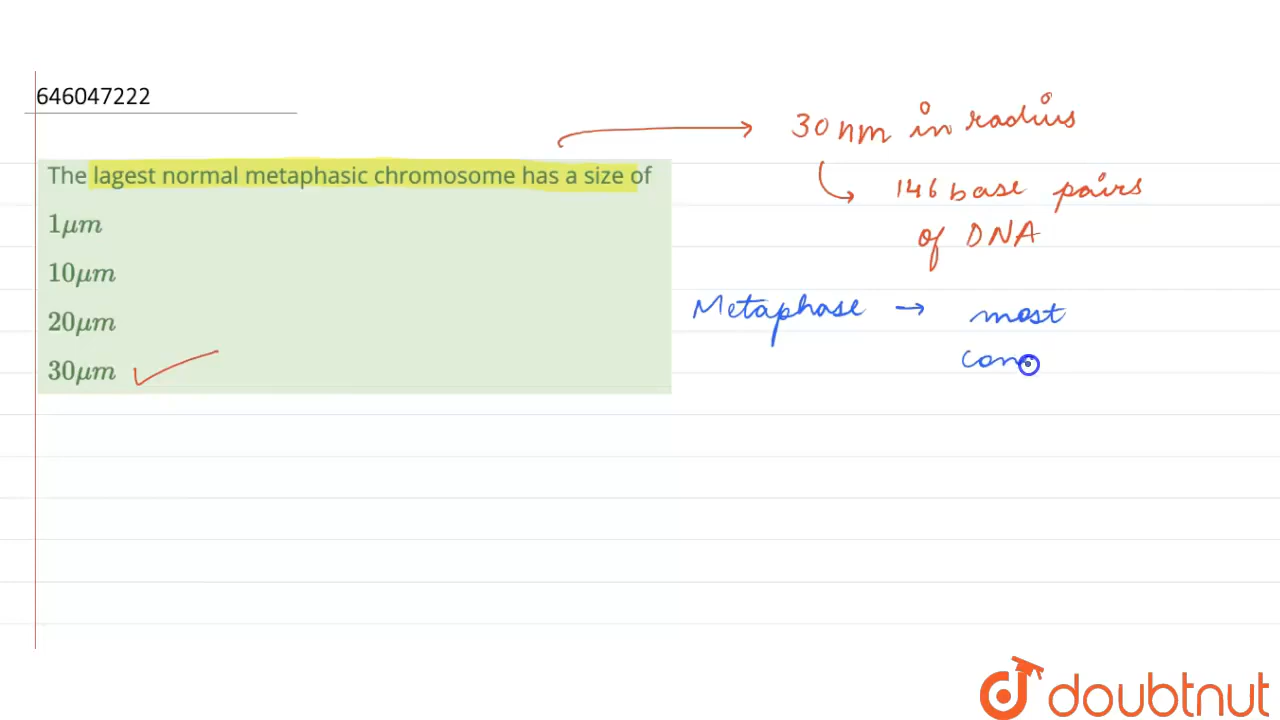 646047222
The lagest normal metaphasic chromosome has a size of
1μm
10μm
20μm
30μm
30 nm in radius
146 base pairs
of DNA
Metaphase → most
con
doubtnut